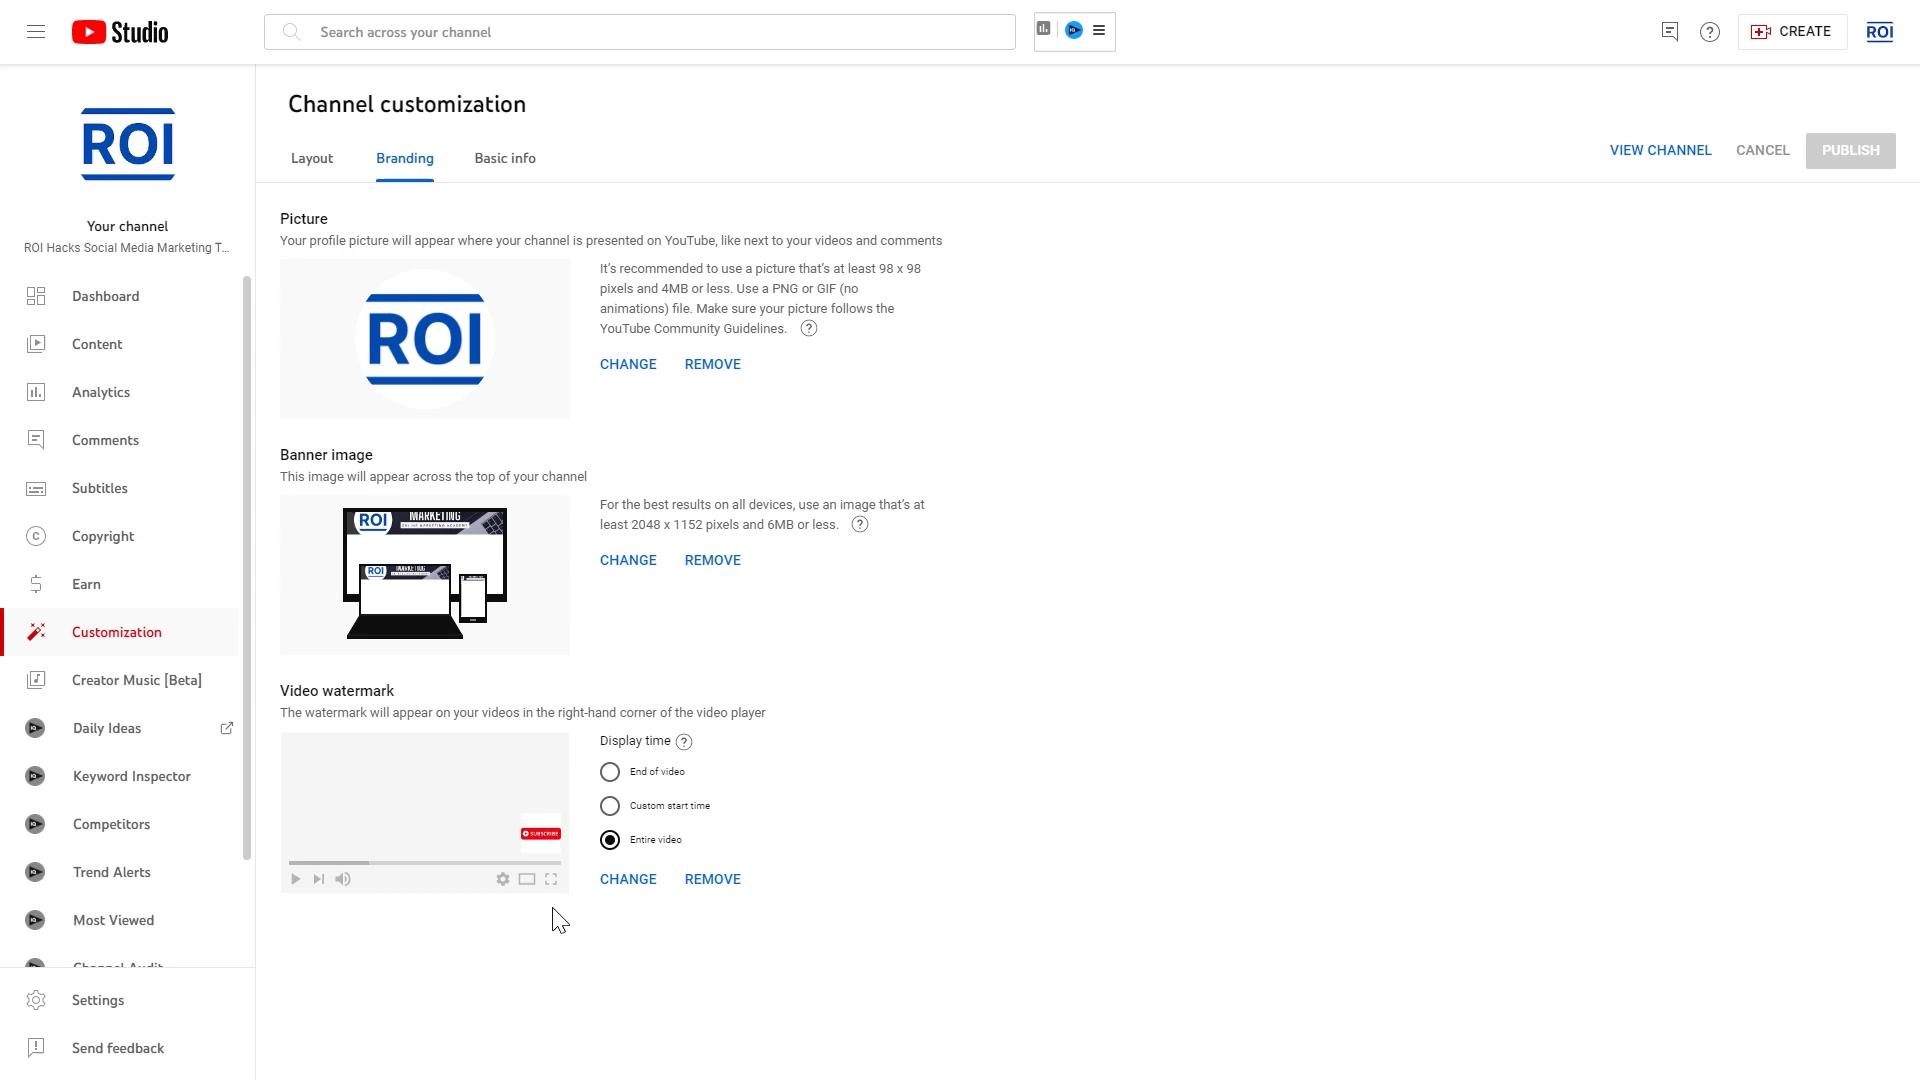 Studio
Search across your channel
CREATE
ROI
ROI
Your channel
ROI Hacks Social Media Marketing T...
Dashboard
Content
Analytics
Comments
Subtitles
Copyright
Earn
Customization
Creator Music [Beta]
Daily Ideas
Keyword Inspector
Competitors
Trend Alerts
Most Viewed
Channel Audit
Settings
Send feedback
Channel customization
Layout
Branding
Basic info
VIEW CHANNEL
CANCEL
PUBLISH
Picture
Your profile picture will appear where your channel is presented on YouTube, like next to your videos and comments
ROI
It's recommended to use a picture that's at least 98 x 98
pixels and 4MB or less. Use a PNG or GIF (no
animations) file. Make sure your picture follows the
YouTube Community Guidelines.
CHANGE
REMOVE
Banner image
This image will appear across the top of your channel
ROI
MARKETING
ONLINE MARKETING ACADEMY
ROI
MARKETING
For the best results on all devices, use an image that's at
least 2048 x 1152 pixels and 6MB or less.
CHANGE
REMOVE
Video watermark
The watermark will appear on your videos in the right-hand corner of the video player
SUBSCRIBE
Display time
End of video
Custom start time
Entire video
CHANGE
REMOVE